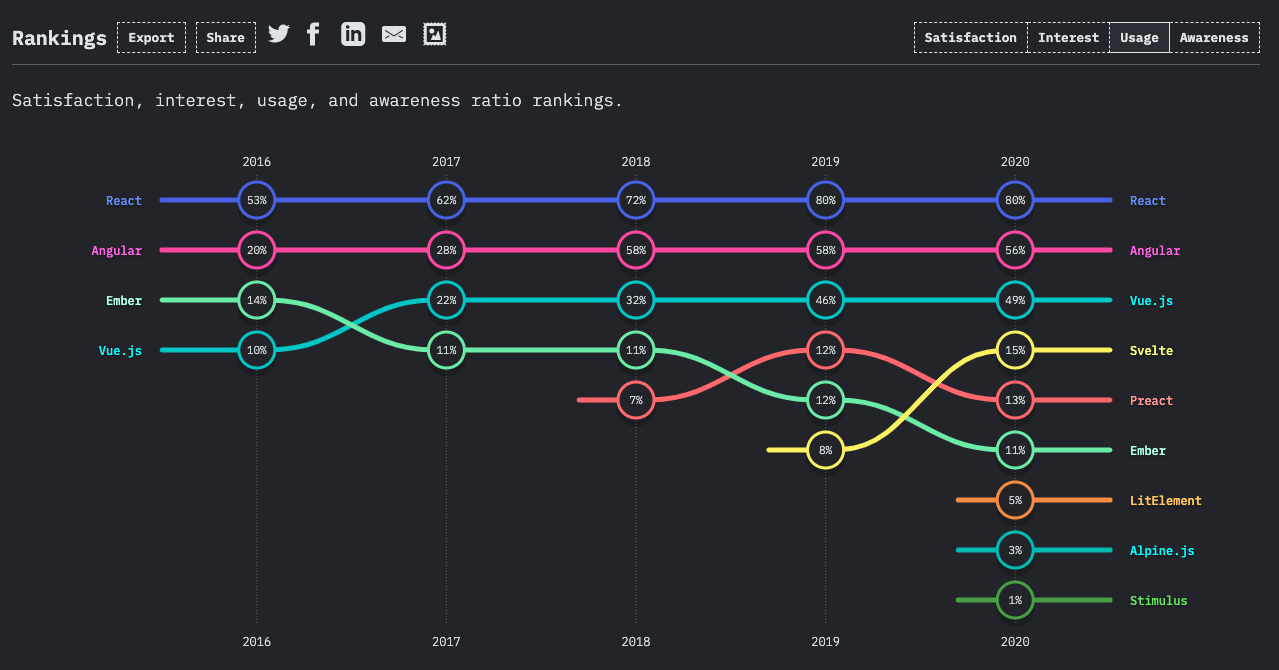 Rankings Export Share in Satisfaction Interest Usage Awareness
Satisfaction, interest, usage, and awareness ratio rankings.
2016 2017 2018 2019 2020
React 53% 62% 72% 80% 80% React
Angular 20% 28% 58% 58% 56% Angular
Ember 14% 22% 32% 46% 49% Vue.js
Vue.js 10% 11% 11% 12% 15% Svelte
7% 12% 13% Preact
8% 11% Ember
5% LitElement
3% Alpine.js
1% Stimulus
2016 2017 2018 2019 2020